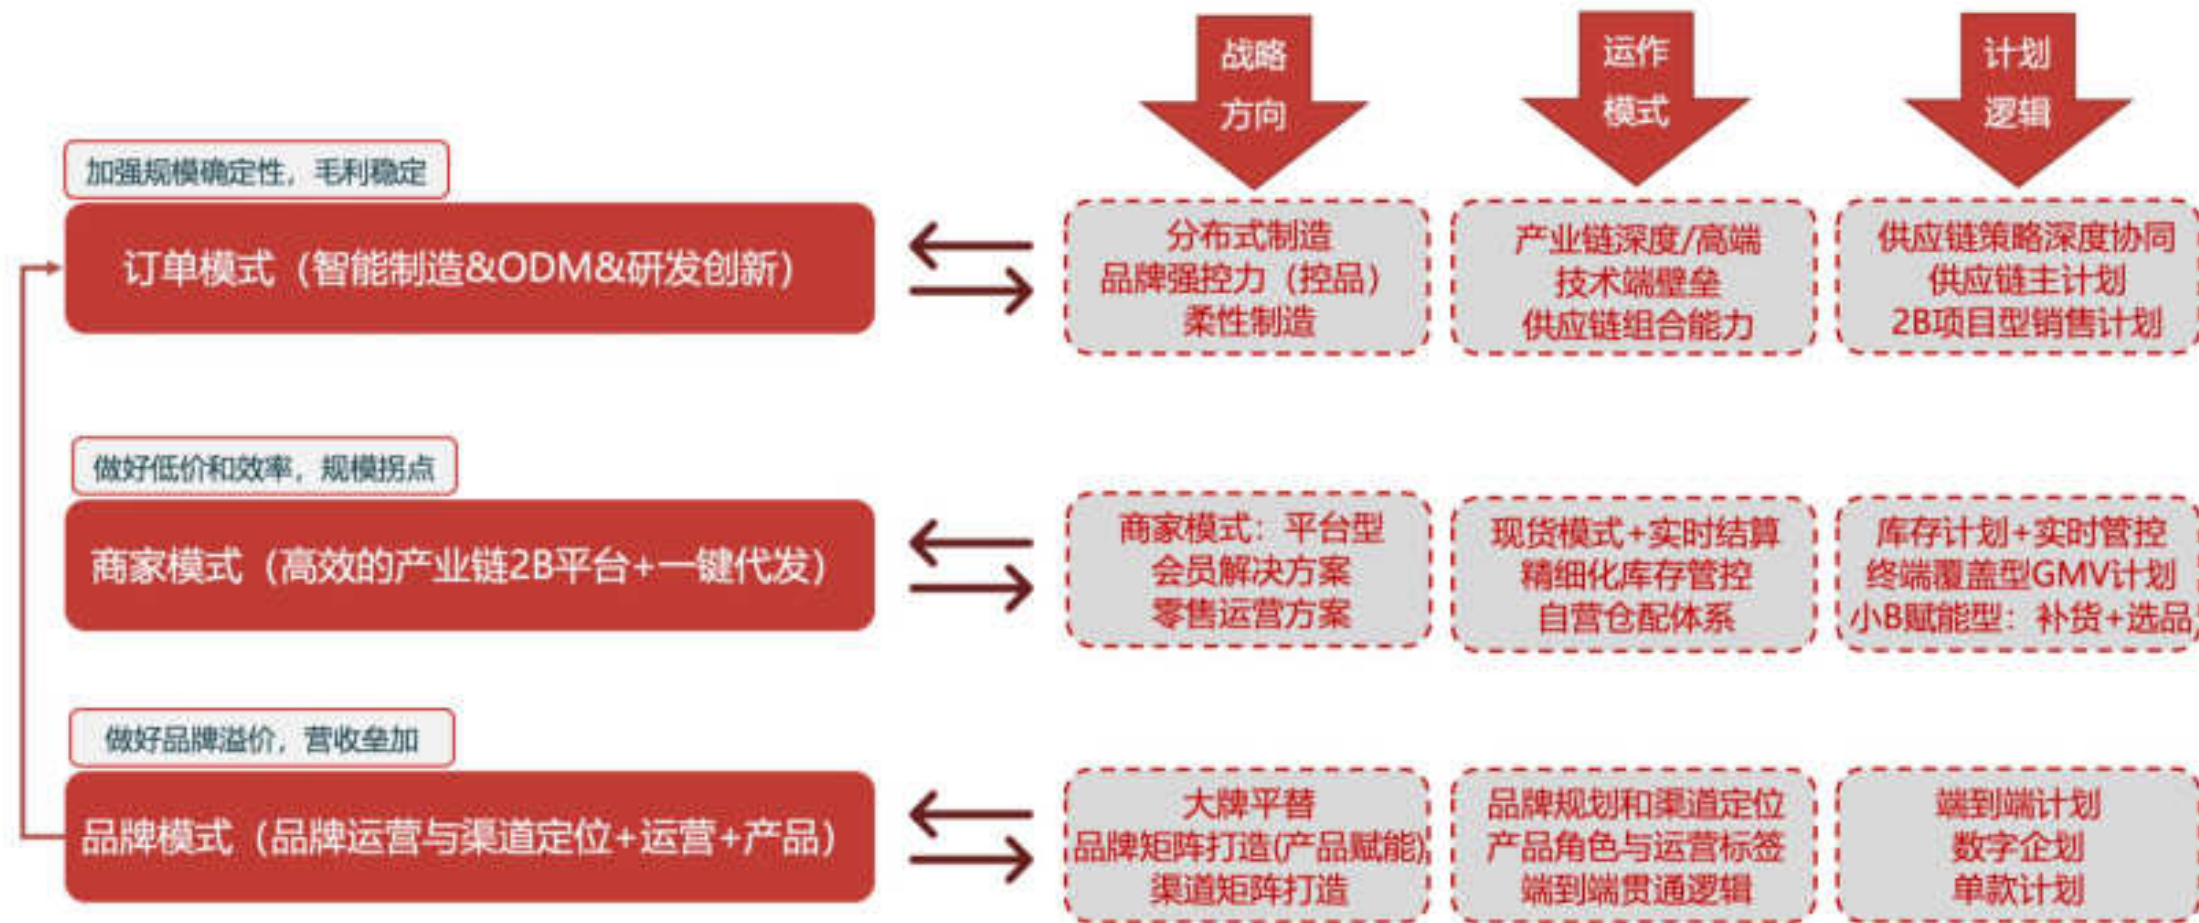 战略
方向
运作
模式
计划
逻辑
加强规模确定性，毛利稳定
订单模式（智能制造&ODM&研发创新）
分布式制造
品牌强控力（控品）
柔性制造
产业链深度/高端
技术端壁垒
供应链组合能力
供应链策略深度协同
供应链主计划
2B项目型销售计划
做好低价和效率，规模拐点
商家模式（高效的产业链2B平台+一键代发）
商家模式：平台型
会员解决方案
零售运营方案
现货模式+实时结算
精细化库存管控
自营仓配体系
库存计划+实时管控
终端覆盖型GMV计划
小B赋能型：补货+选品
做好品牌溢价，营收垒加
品牌模式（品牌运营与渠道定位+运营+产品）
大牌平替
品牌矩阵打造(产品赋能)
渠道矩阵打造
品牌规划和渠道定位
产品角色与运营标签
端到端贯通逻辑
端到端计划
数字企划
单款计划